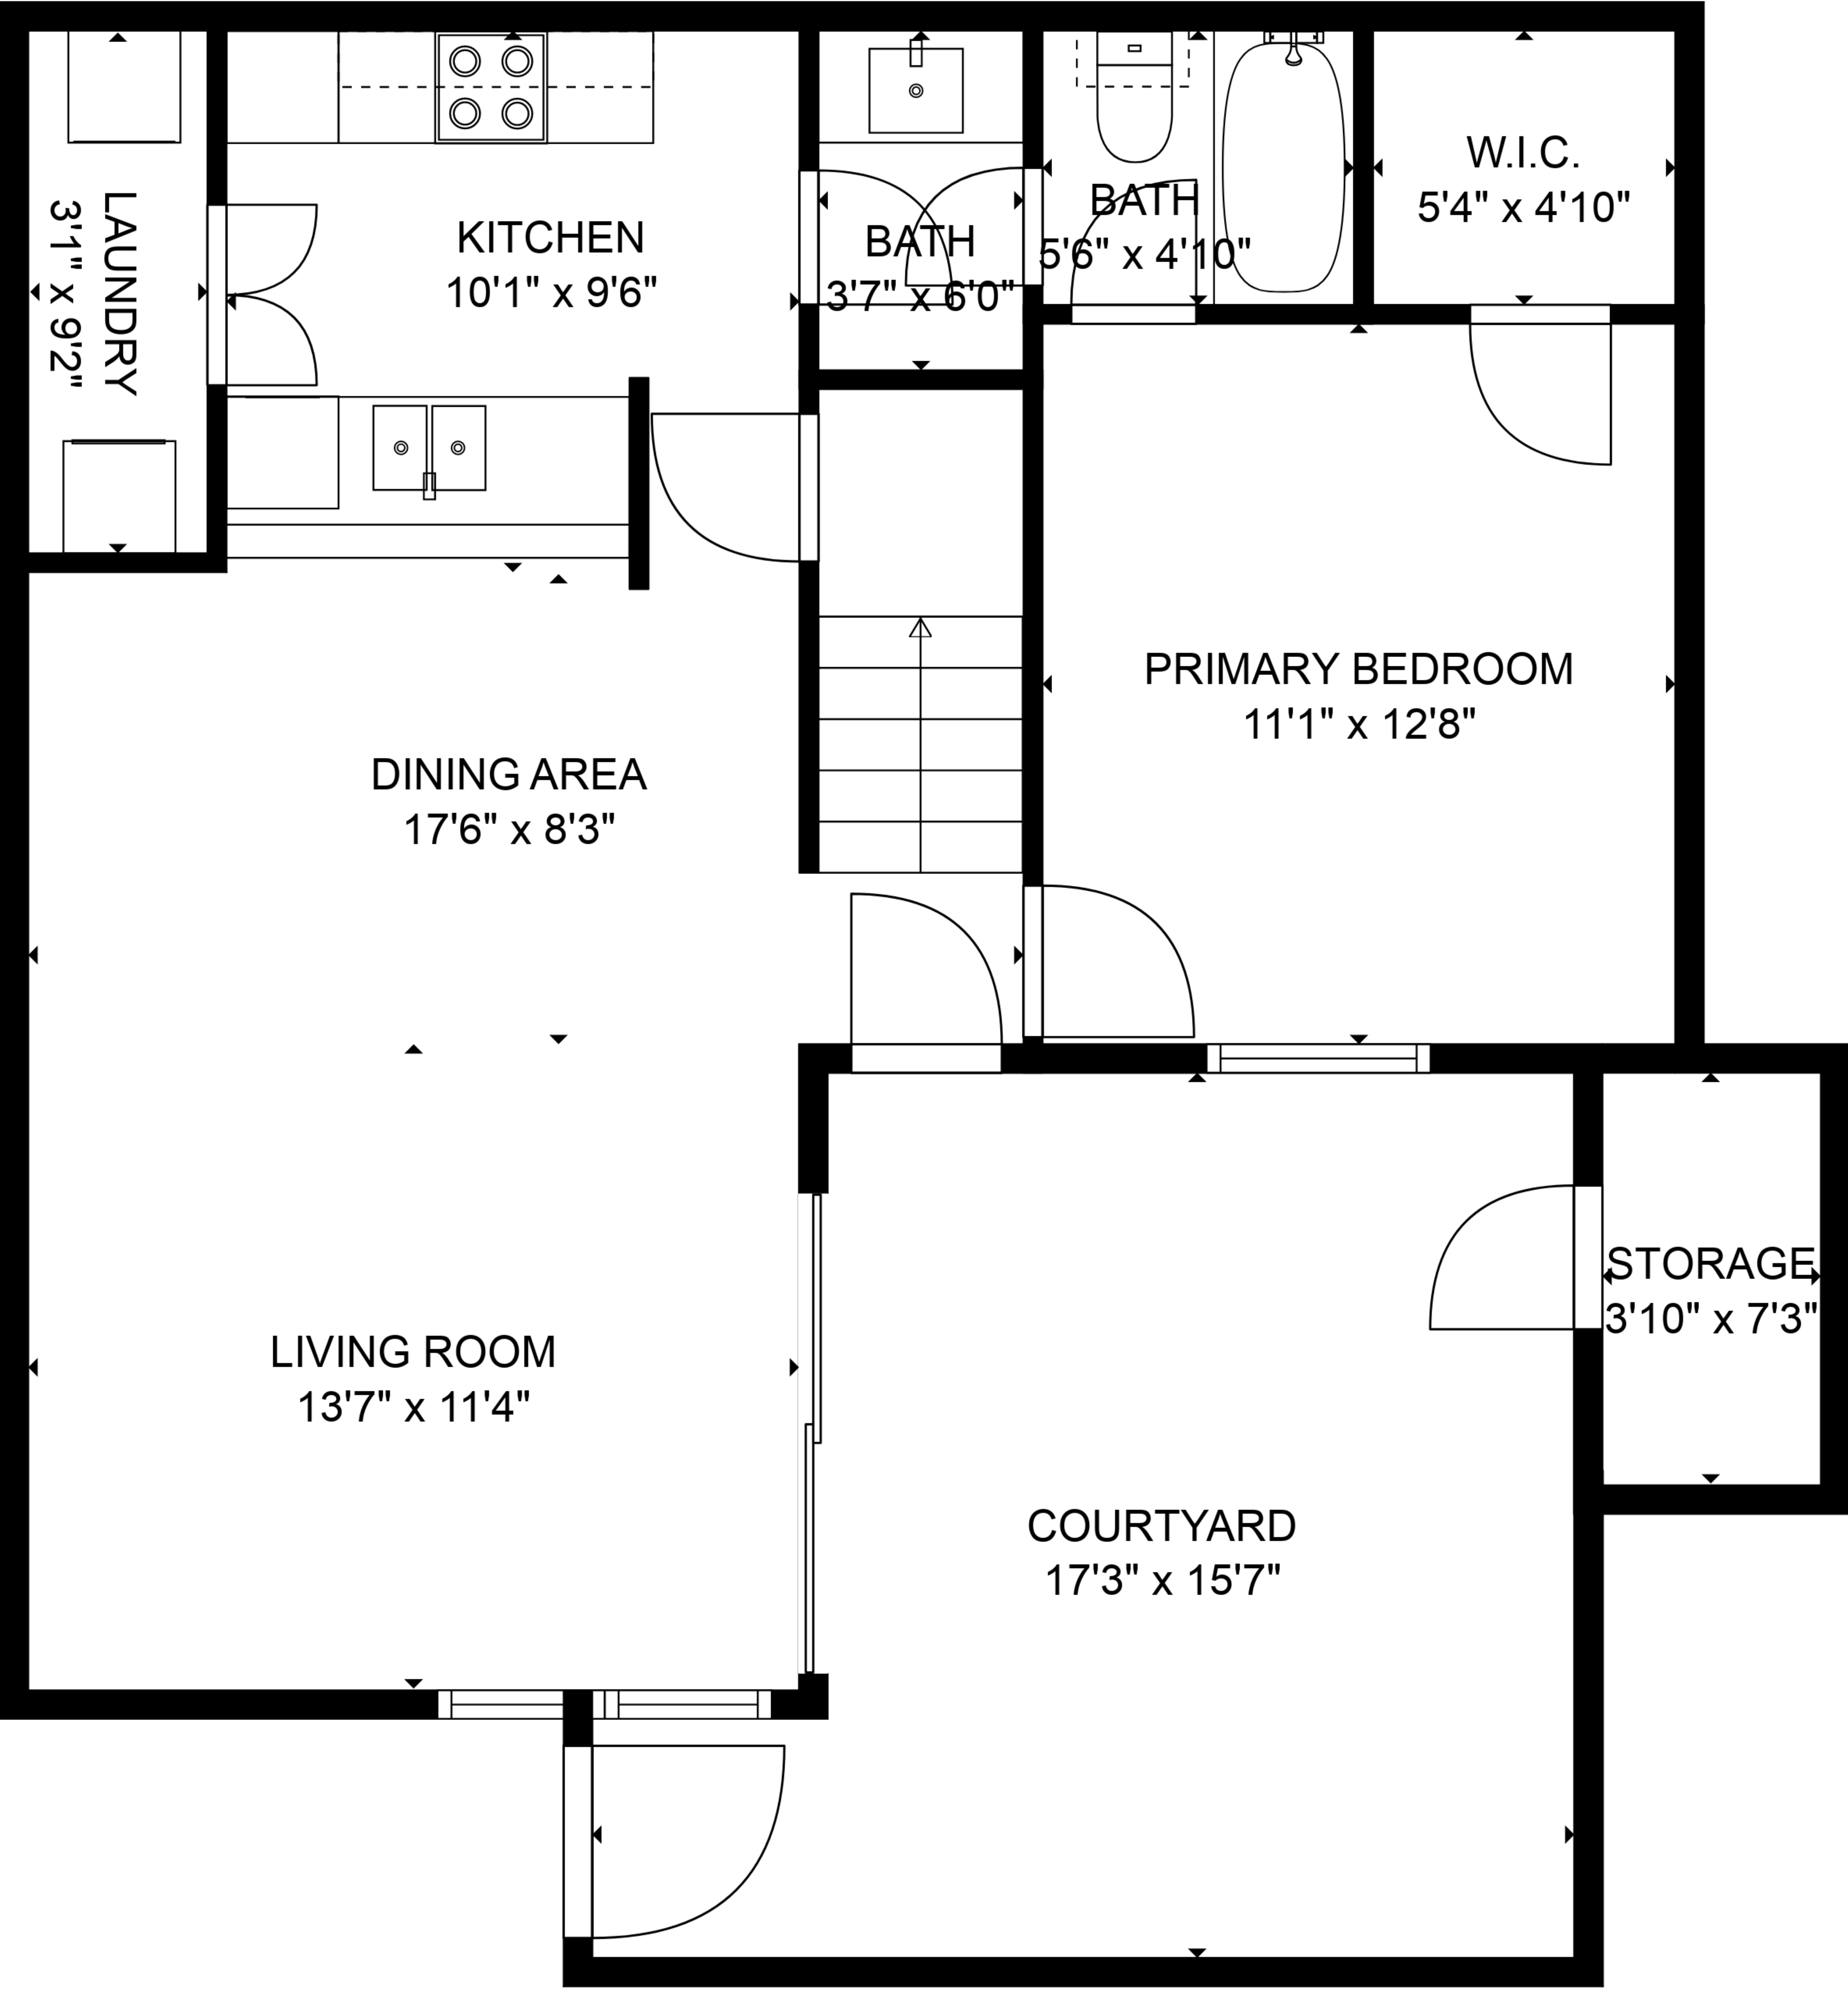 LAUNDRY
3'1" x 9'2"
KITCHEN
10'1" x 9'6"
BATH
3'7" x 6'0"
BATH
5'6" x 4'10"
W.I.C.
5'4" x 4'10"
PRIMARY BEDROOM
11'1" x 12'8"
DINING AREA
17'6" x 8'3"
STORAGE
3'10" x 7'3"
LIVING ROOM
13'7" x 11'4"
COURTYARD
17'3" x 15'7"